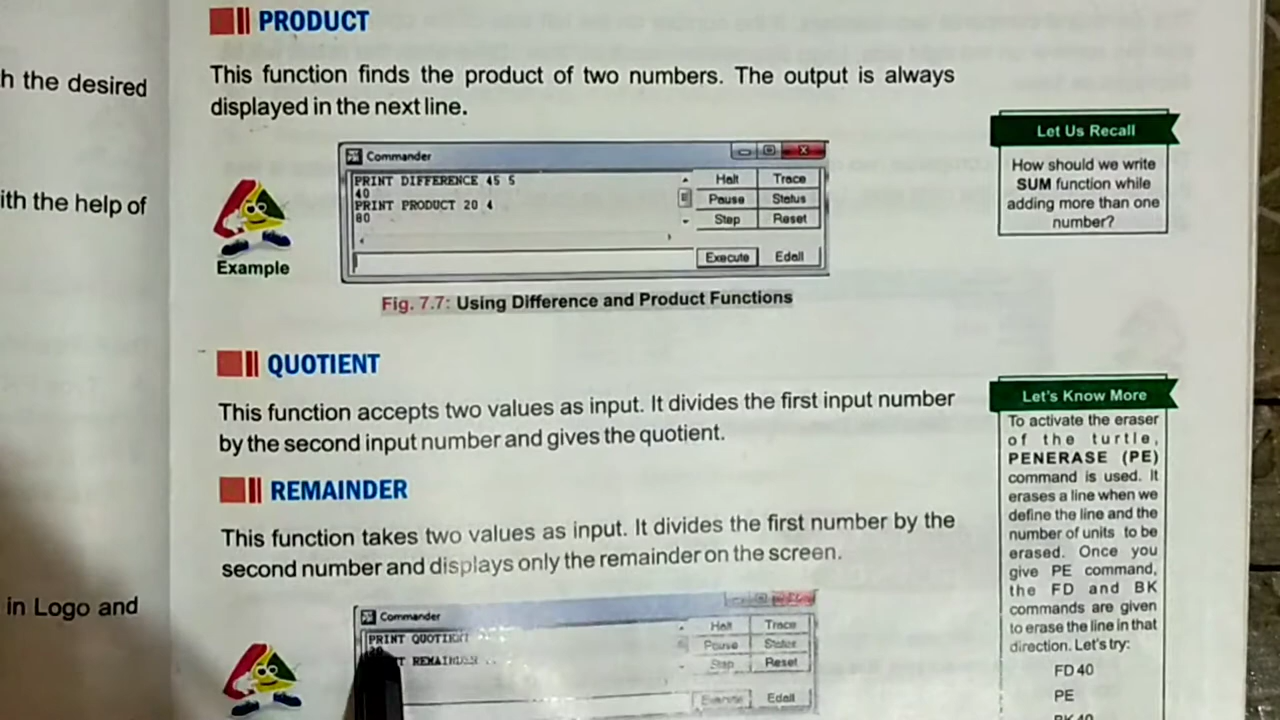 h the desired
ith the help of
in Logo and
PRODUCT
This function finds the product of two numbers. The output is always
displayed in the next line.
Commander
PRINT DIFFERENCE 45 5
40
PRINT PRODUCT 20 4
80
Halt Trace
Pause Status
Step Reset
Execute Edall
Example
Fig. 7.7: Using Difference and Product Functions
QUOTIENT
This function accepts two values as input. It divides the first input number
by the second input number and gives the quotient.
REMAINDER
This function takes two values as input. It divides the first number by the
second number and displays only the remainder on the screen.
Commander
PRINT QUOTIENT
REMAINDER
Halt Trace
Pause Status
Step Reset
Execute Edall
Let Us Recall
How should we write
SUM function while
adding more than one
number?
Let's Know More
To activate the eraser
of the turtle,
PENERASE (PE)
command is used. It
erases a line when we
define the line and the
number of units to be
erased. Once you
give PE command,
the FD and BK
commands are given
to erase the line in that
direction. Let's try:
FD 40
PE
BK 40